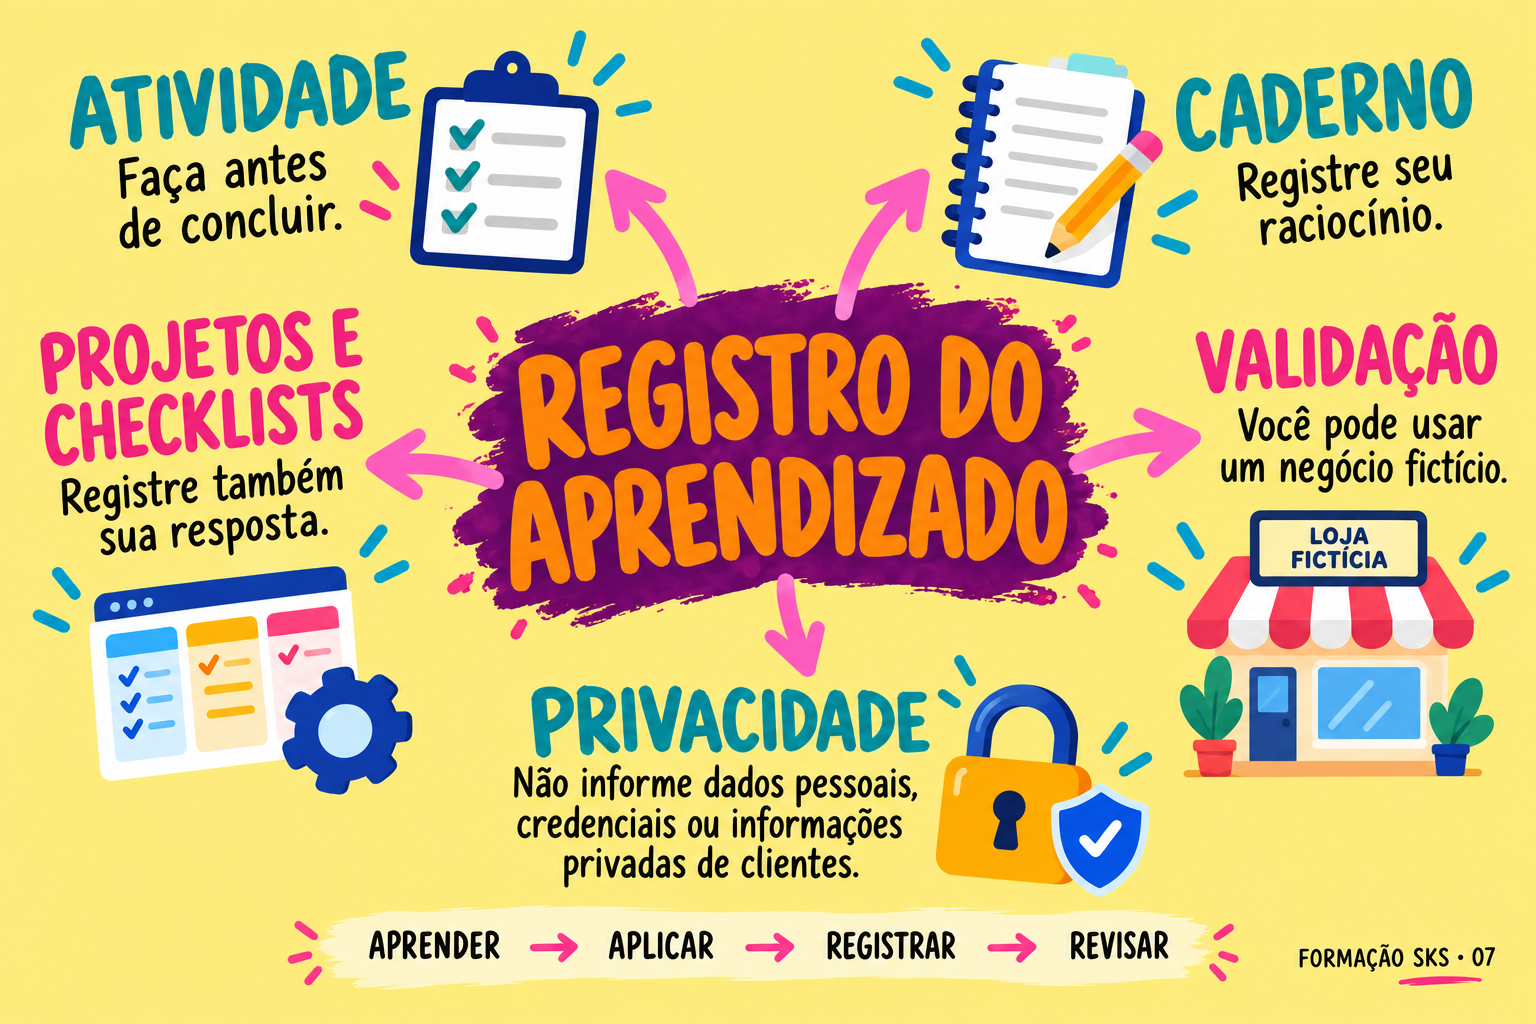 ATIVIDADE
Faça antes
de concluir.
CADERNO
Registre seu
raciocínio.
PROJETOS E
CHECKLISTS
Registre também
sua resposta.
REGISTRO DO
APRENDIZADO
VALIDAÇÃO
Você pode usar
um negócio fictício.
LOJA
FICTÍCIA
PRIVACIDADE
Não informe dados pessoais,
credenciais ou informações
privadas de clientes.
APRENDER → APLICAR → REGISTRAR → REVISAR
FORMAÇÃO SKS • 07